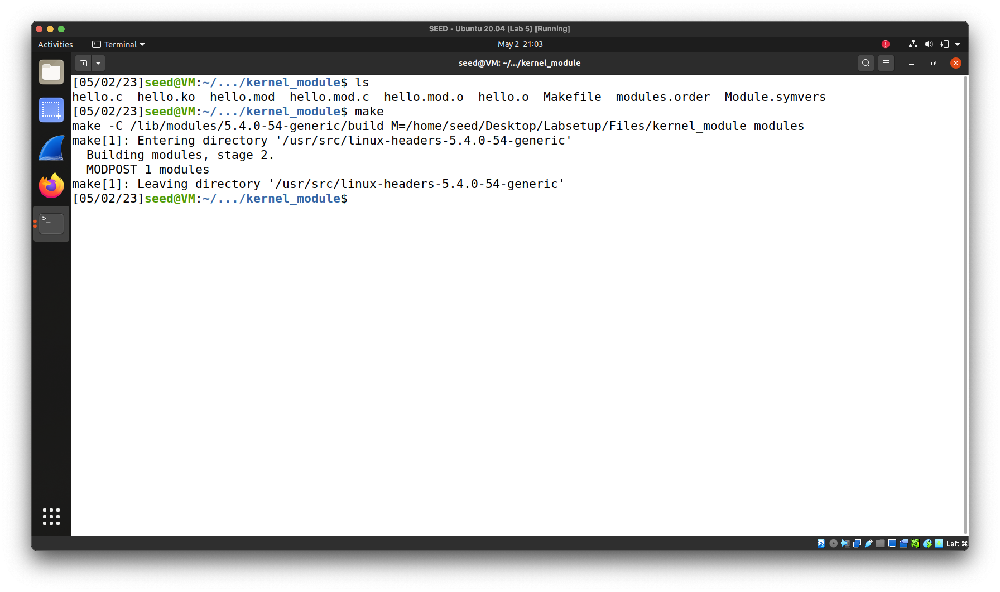 SEED - Ubuntu 20.04 (Lab 5) [Running]
Activities Terminal May 2 21:03
seed@VM: ~/.../kernel_module
[05/02/23]seed@VM:~/.../kernel_module$ ls
hello.c hello.ko hello.mod hello.mod.c hello.mod.o hello.o Makefile modules.order Module.symvers
[05/02/23]seed@VM:~/.../kernel_module$ make
make -C /lib/modules/5.4.0-54-generic/build M=/home/seed/Desktop/Labsetup/Files/kernel_module modules
make[1]: Entering directory '/usr/src/linux-headers-5.4.0-54-generic'
  Building modules, stage 2.
  MODPOST 1 modules
make[1]: Leaving directory '/usr/src/linux-headers-5.4.0-54-generic'
[05/02/23]seed@VM:~/.../kernel_module$
Left ⌘